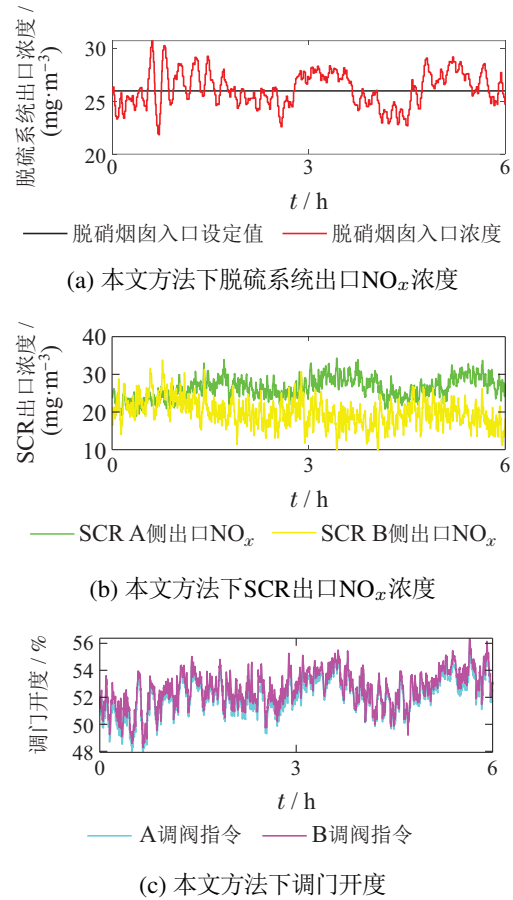 脱硫系统出口浓度 /
(mg·m⁻³)
30
25
20
0
3
6
t / h
脱硝烟囱入口设定值
脱硝烟囱入口浓度
(a) 本文方法下脱硫系统出口NOₓ浓度
SCR出口浓度 /
(mg·m⁻³)
40
30
20
10
0
3
6
t / h
SCR A侧出口NOₓ
SCR B侧出口NOₓ
(b) 本文方法下SCR出口NOₓ浓度
调门开度 / %
56
54
52
50
48
0
3
6
t / h
A调阀指令
B调阀指令
(c) 本文方法下调门开度